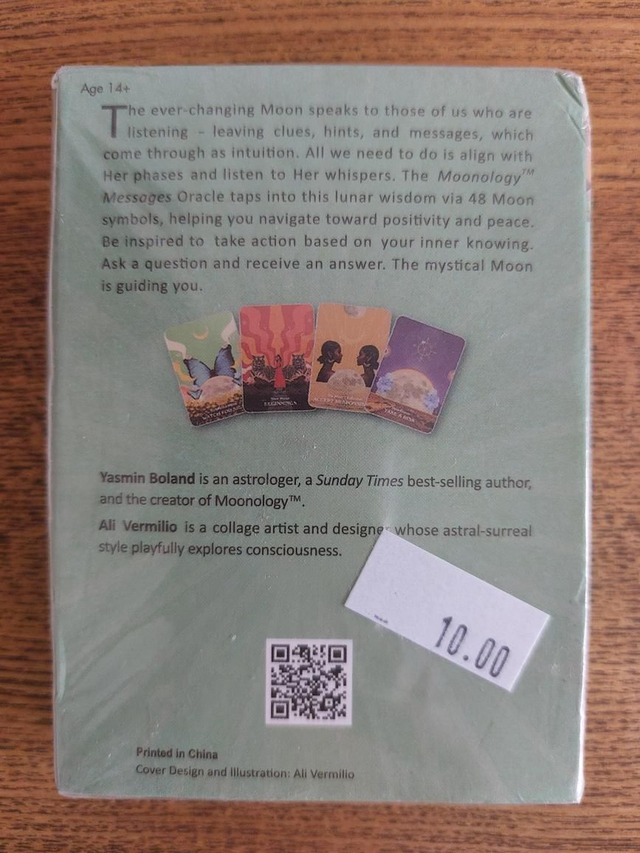 Age 14+
The ever-changing Moon speaks to those of us who are
listening – leaving clues, hints, and messages, which
come through as intuition. All we need to do is align with
Her phases and listen to Her whispers. The Moonology™
Messages Oracle taps into this lunar wisdom via 48 Moon
symbols, helping you navigate toward positivity and peace.
Be inspired to take action based on your inner knowing.
Ask a question and receive an answer. The mystical Moon
is guiding you.
Yasmin Boland is an astrologer, a Sunday Times best-selling author,
and the creator of Moonology™.
Ali Vermilio is a collage artist and designer whose astral-surreal
style playfully explores consciousness.
10.00
Printed in China
Cover Design and Illustration: Ali Vermilio